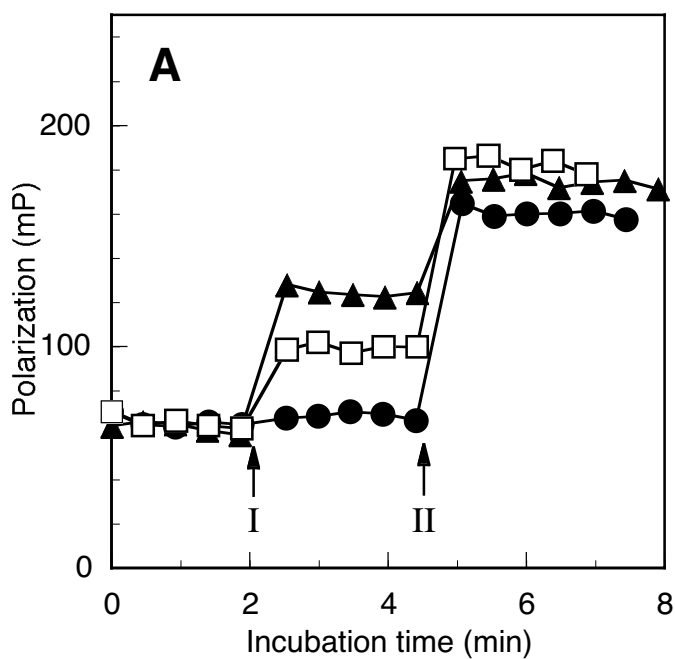 A
200
100
0
Polarization (mP)
I
II
0 2 4 6 8
Incubation time (min)